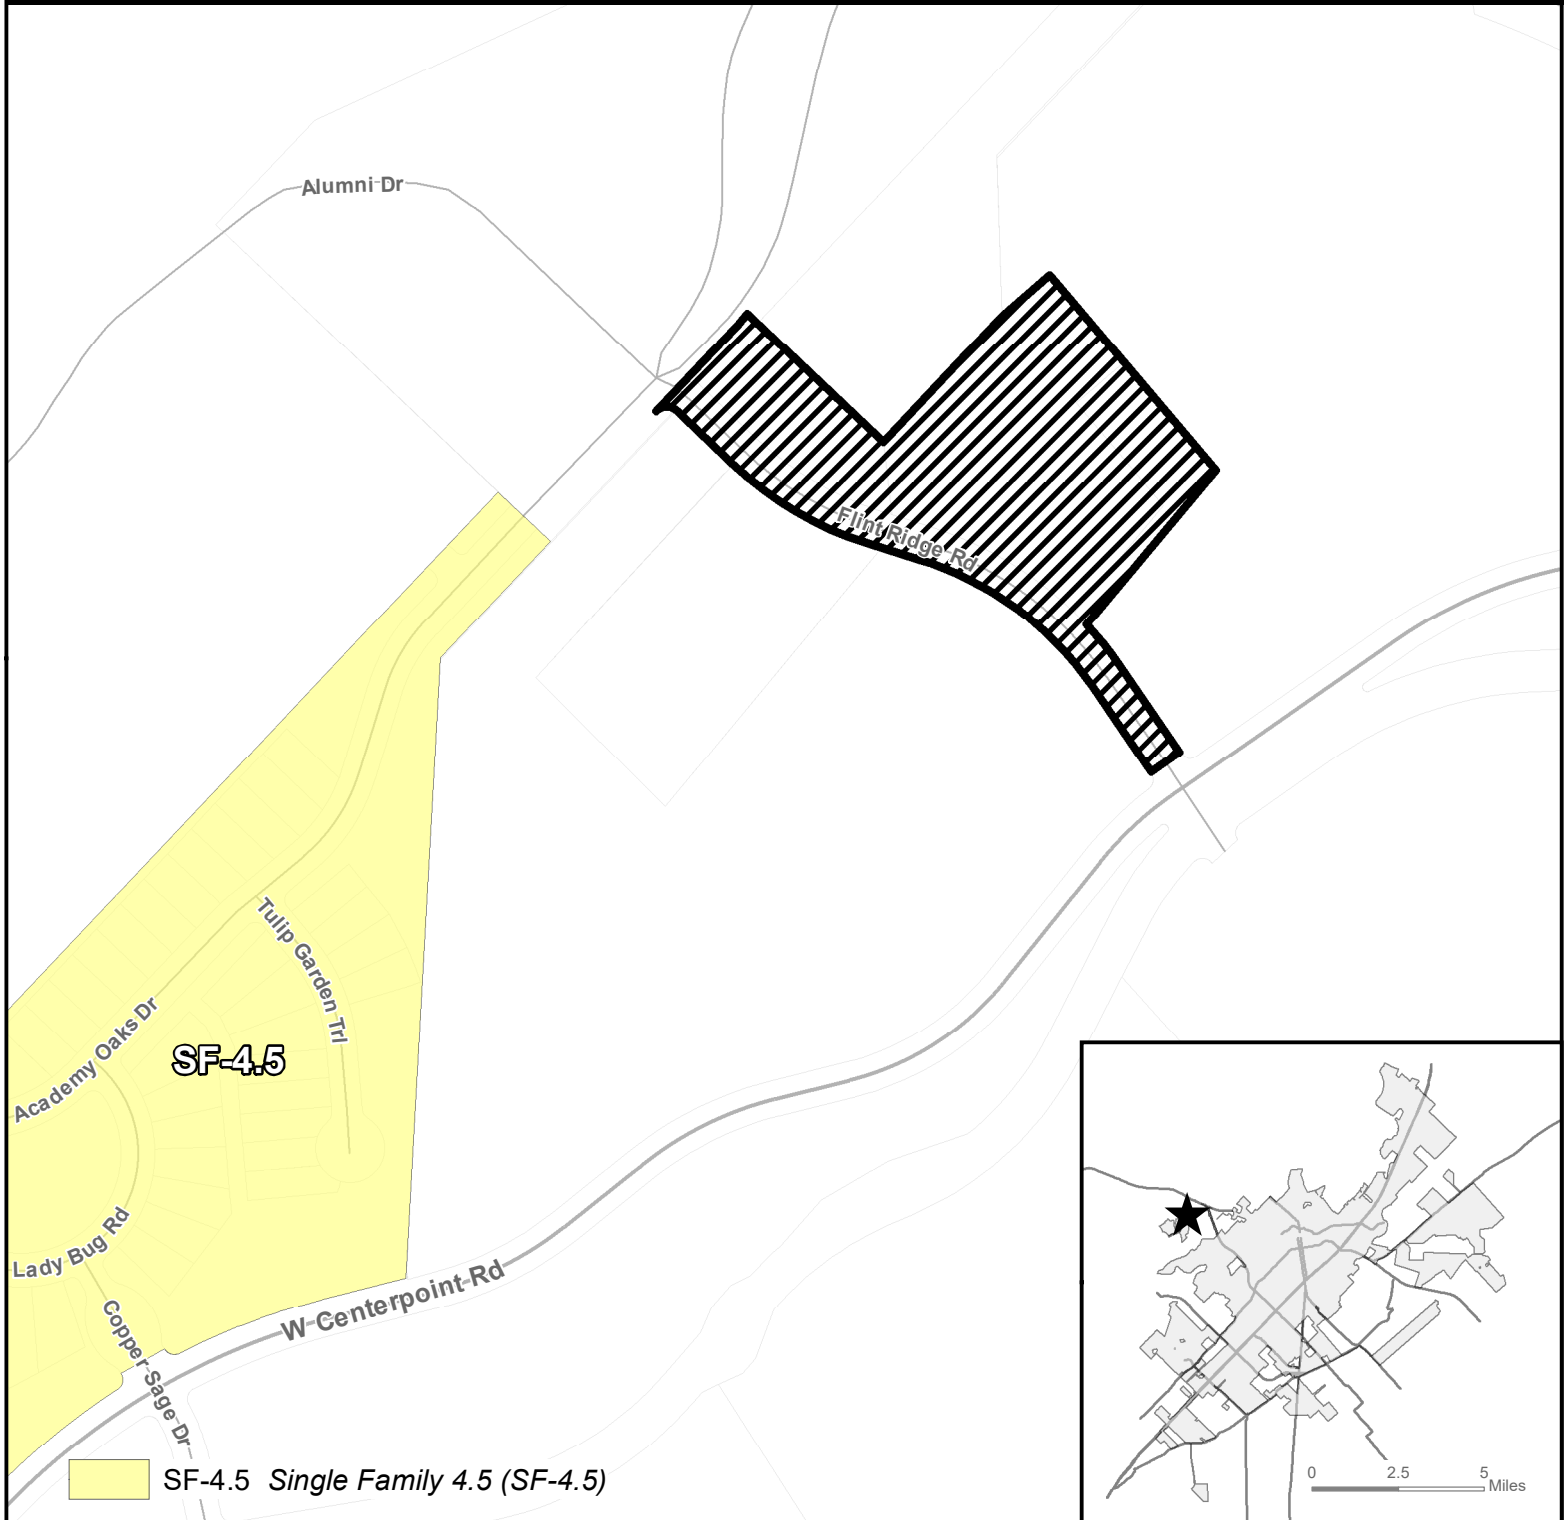 Alumni Dr
Flint Ridge Rd
Tulip Garden Trl
Academy Oaks Dr
SF-4.5
Lady Bug Rd
W Centerpoint Rd
Copper Sage Dr
SF-4.5 Single Family 4.5 (SF-4.5)
0 2.5 5
Miles